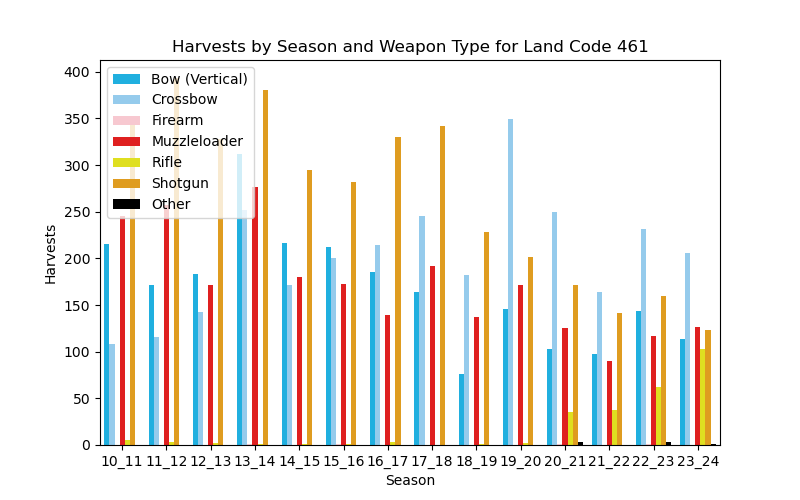 Harvests by Season and Weapon Type for Land Code 461
400
350
300
250
200
150
100
50
0
Harvests
Bow (Vertical)
Crossbow
Firearm
Muzzleloader
Rifle
Shotgun
Other
10_11 11_12 12_13 13_14 14_15 15_16 16_17 17_18 18_19 19_20 20_21 21_22 22_23 23_24
Season